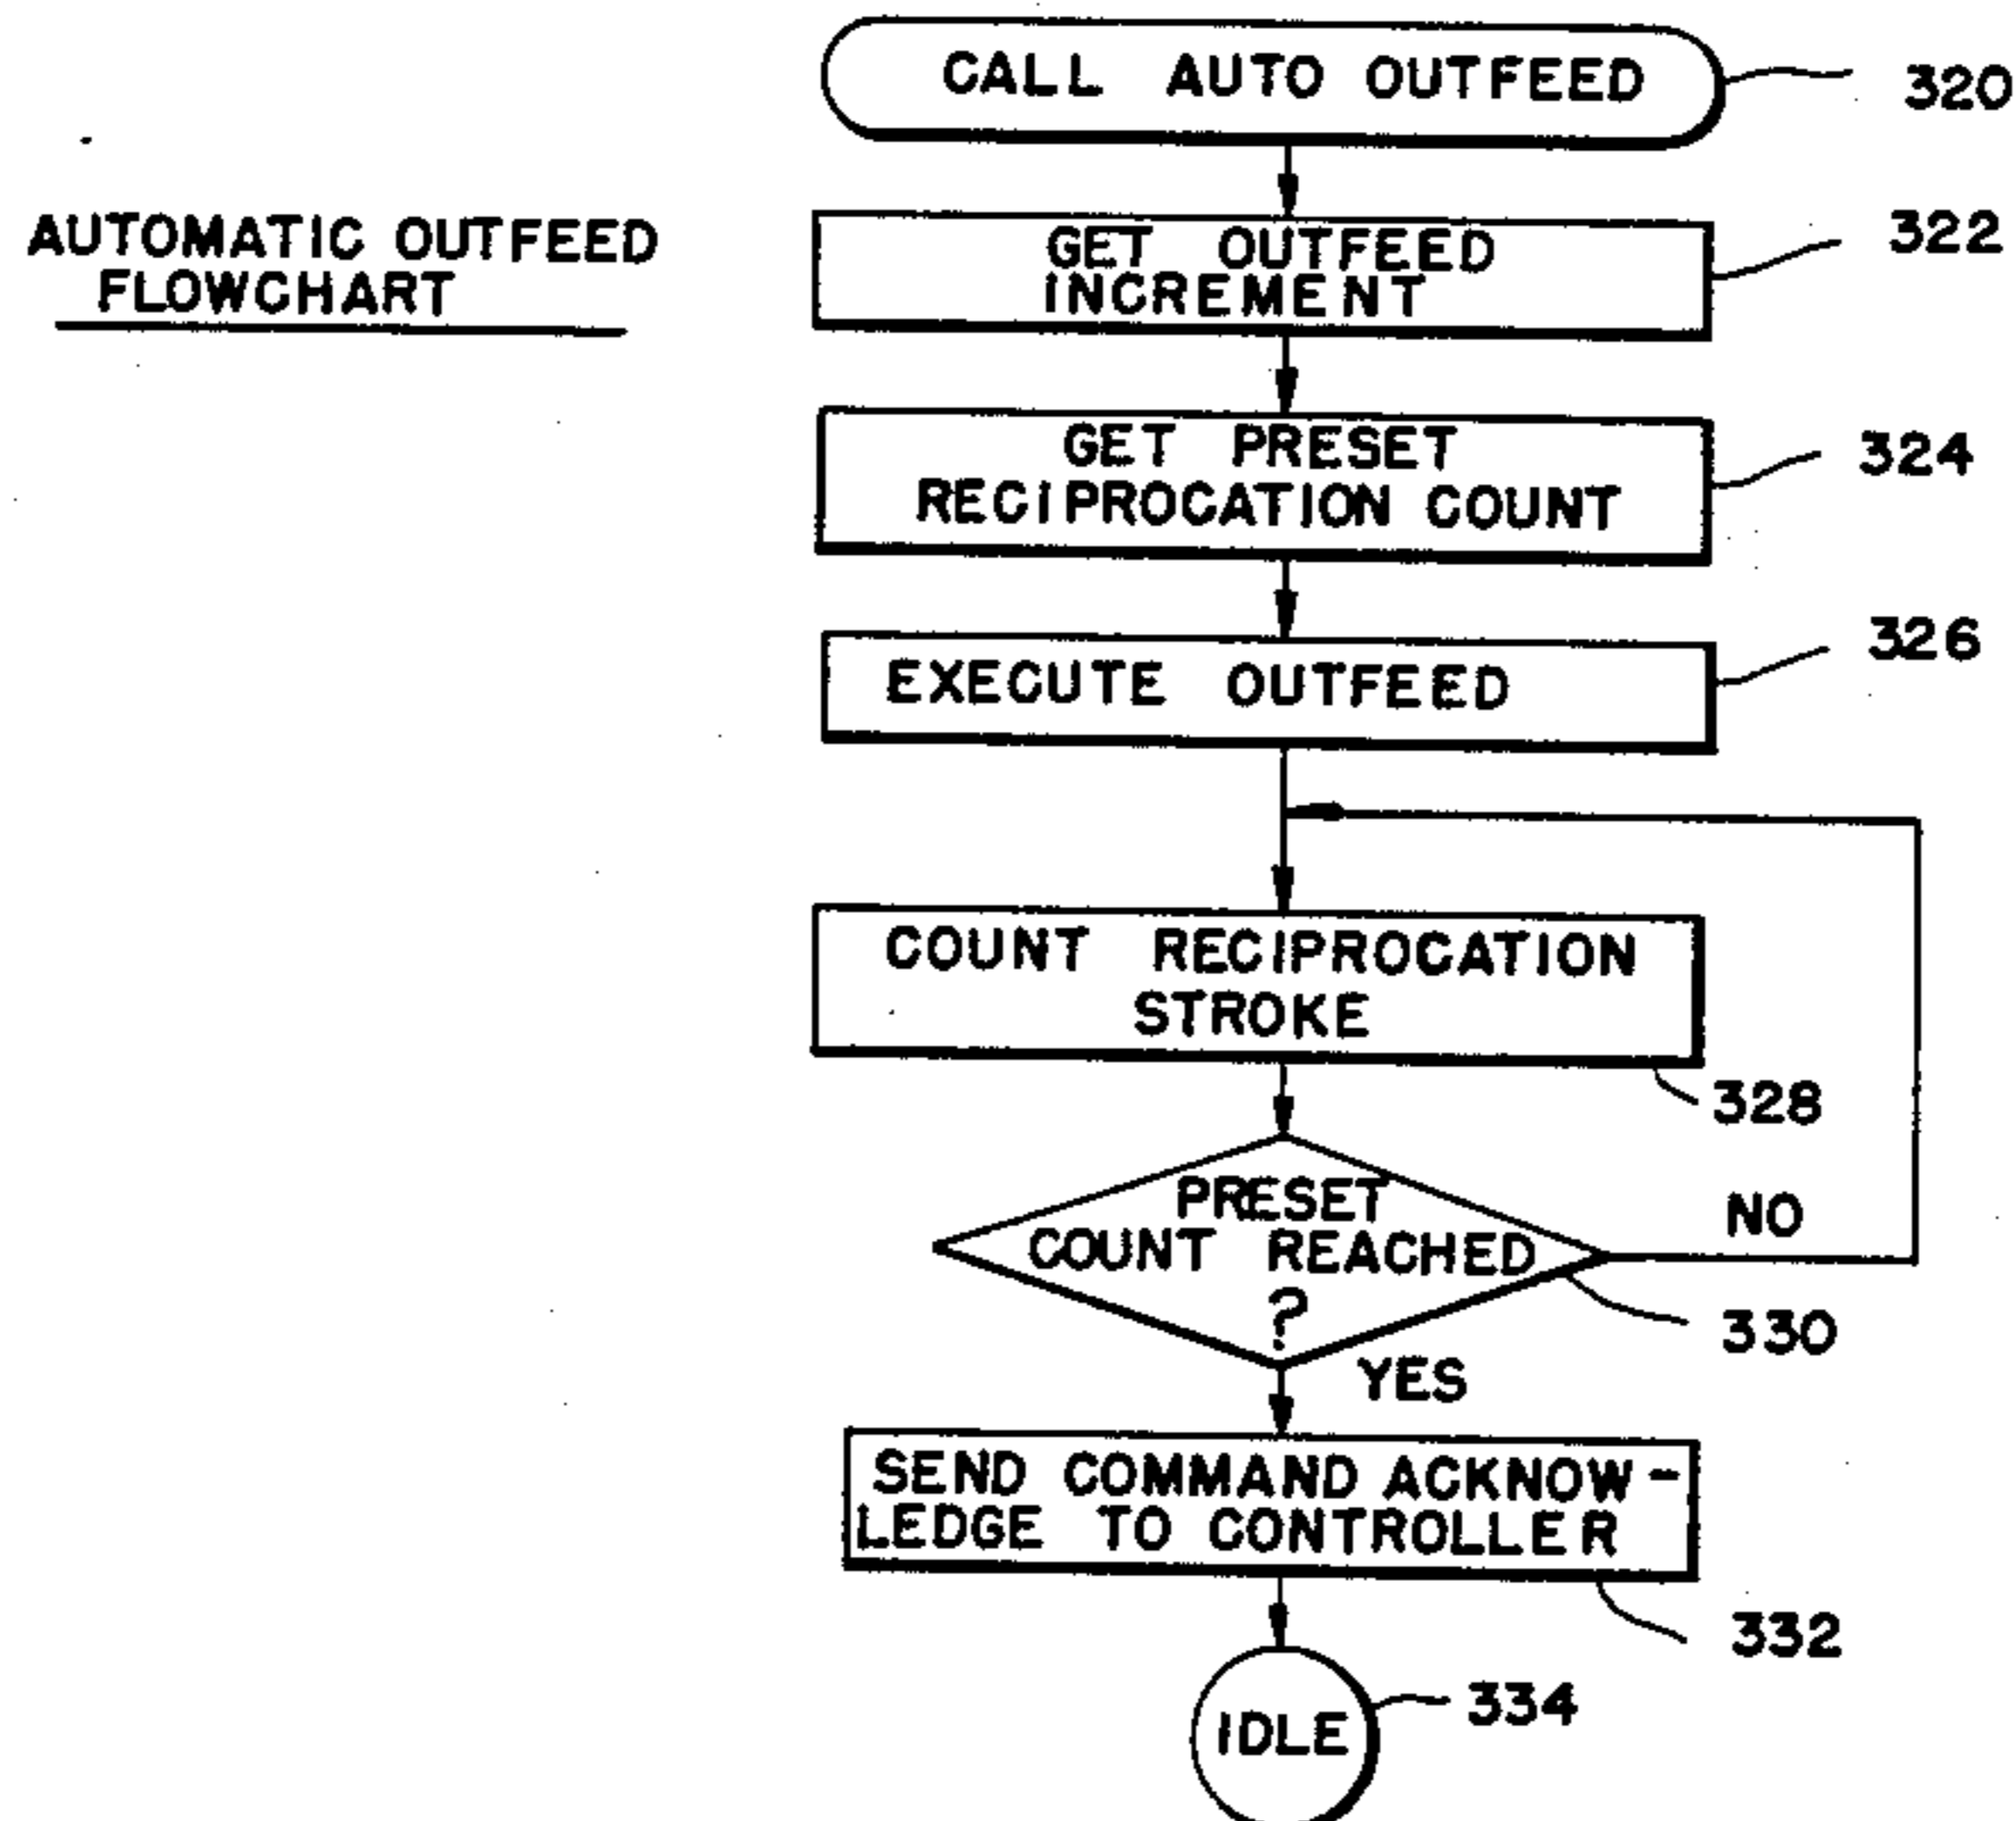 AUTOMATIC OUTFEED
FLOWCHART
CALL AUTO OUTFEED
320
GET OUTFEED
INCREMENT
322
GET PRESET
RECIPROCATION COUNT
324
EXECUTE OUTFEED
326
COUNT RECIPROCATION
STROKE
328
PRESET
COUNT REACHED
?
NO
330
YES
SEND COMMAND ACKNOW-
LEDGE TO CONTROLLER
332
IDLE
334